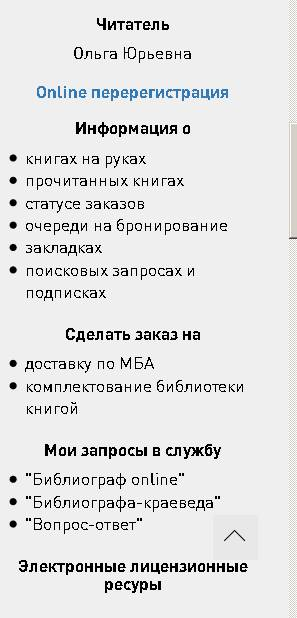 Читатель
Ольга Юрьевна
Online перерегистрация
Информация о
книгах на руках
прочитанных книгах
статусе заказов
очереди на бронирование
закладках
поисковых запросах и
подписках
Сделать заказ на
доставку по МБА
комплектование библиотеки
книгой
Мои запросы в службу
"Библиограф online"
"Библиографа-краеведа"
"Вопрос-ответ"
Электронные лицензионные
ресуры